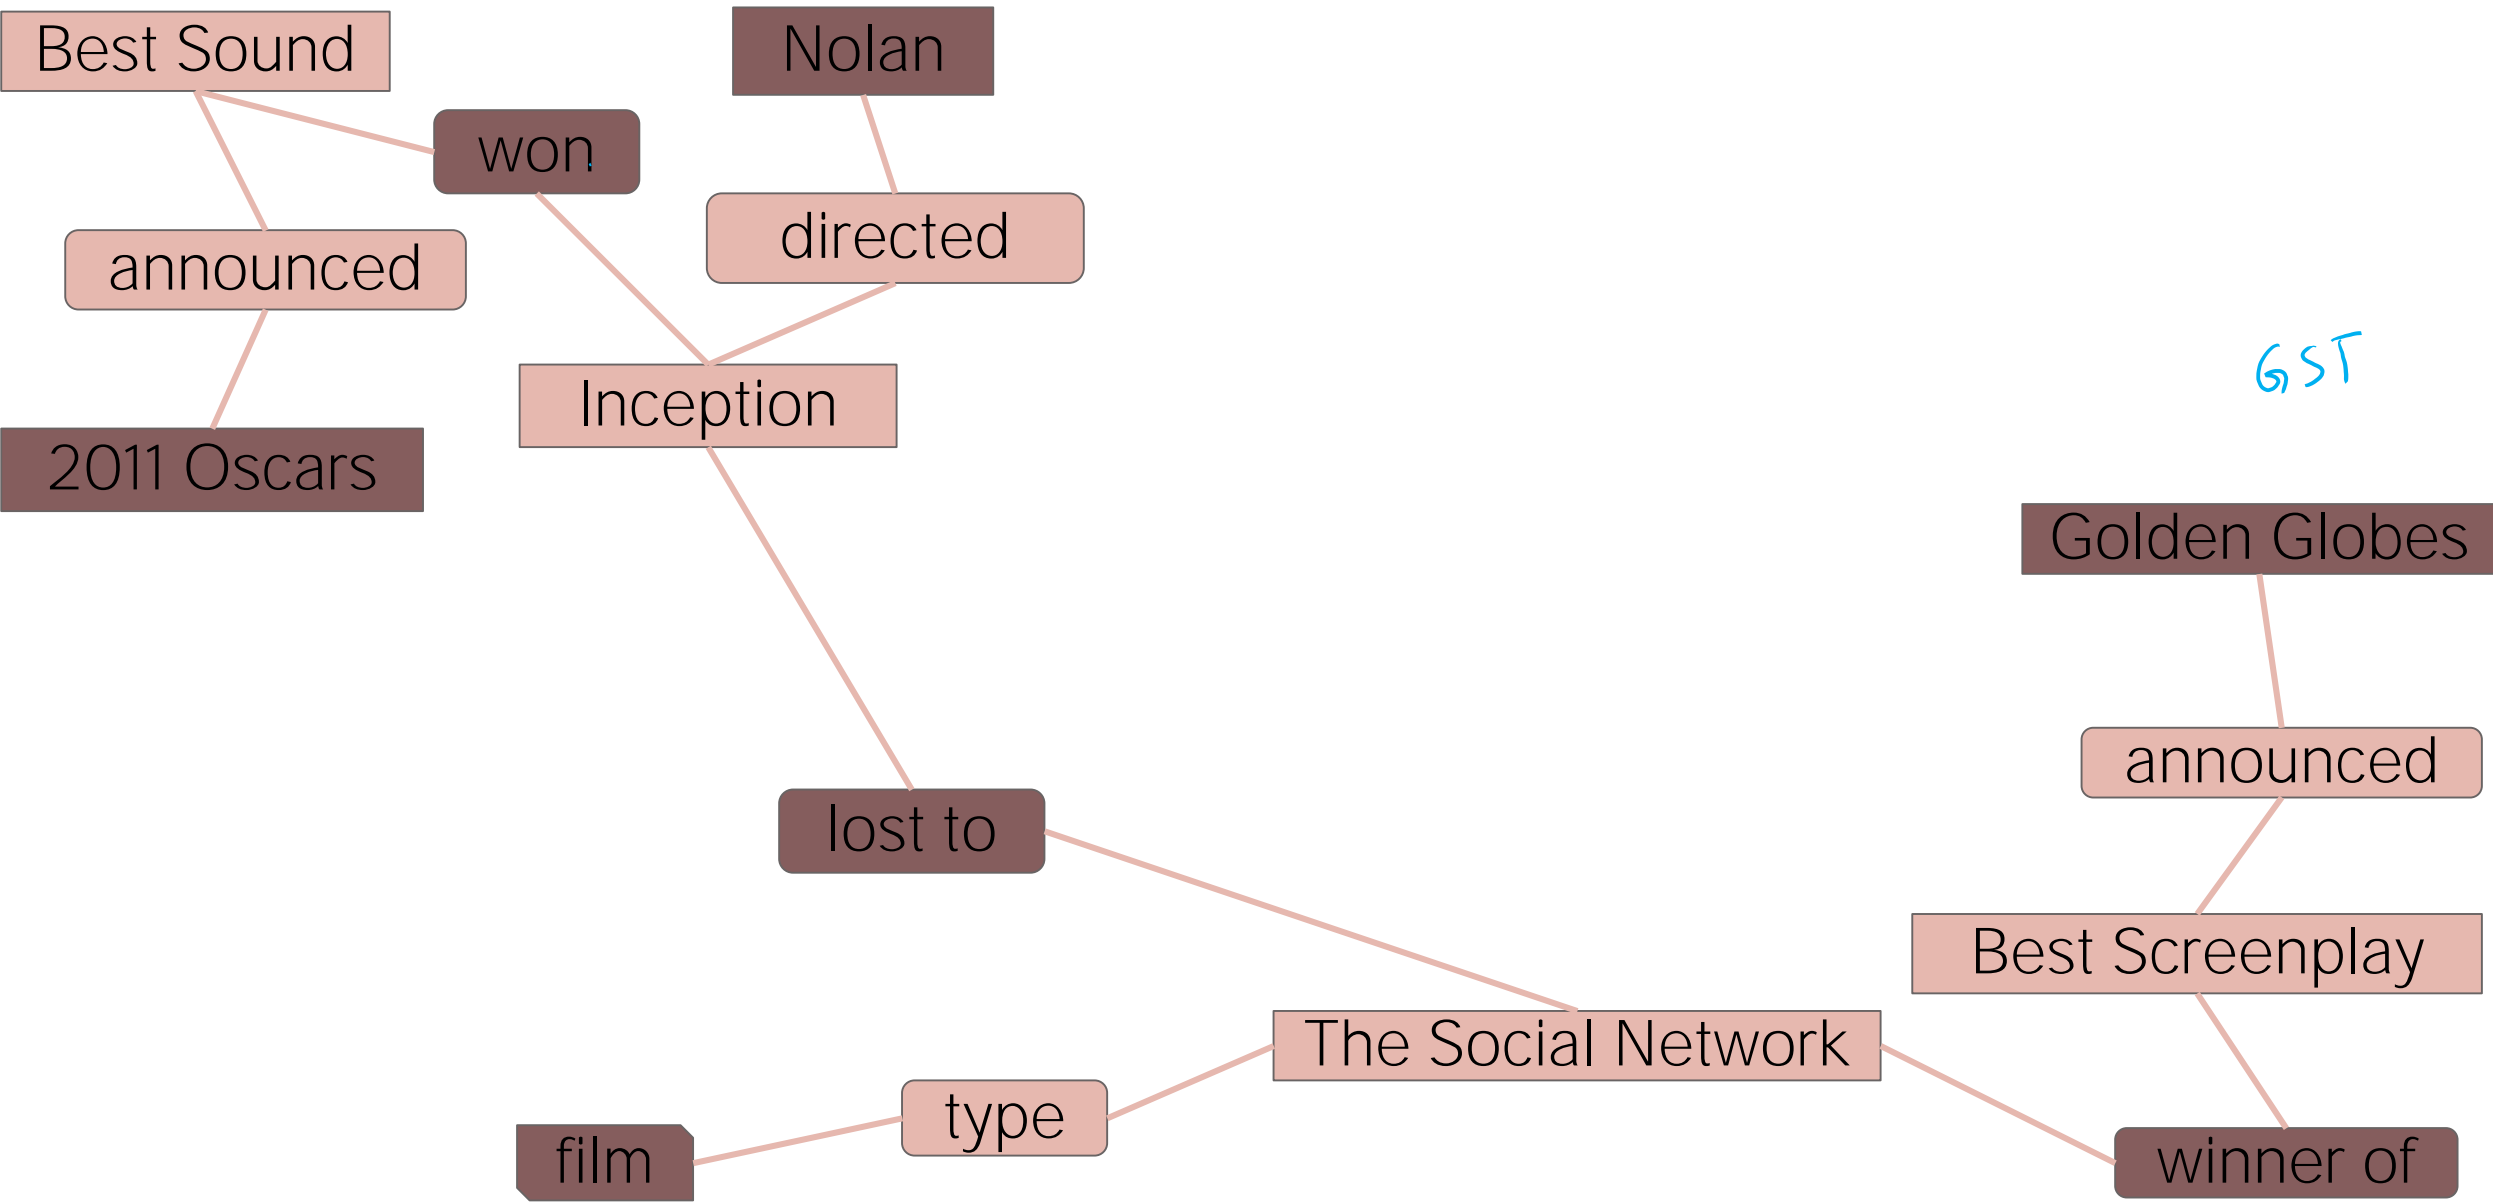 Best Sound
Nolan
won
directed
announced
GST
Inception
2011 Oscars
Golden Globes
announced
lost to
Best Screenplay
The Social Network
type
film
winner of